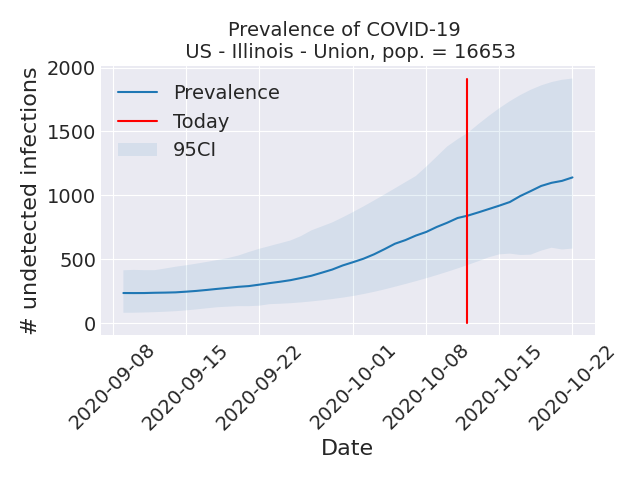 Prevalence of COVID-19
US - Illinois - Union, pop. = 16653
# undetected infections
2000
1500
1000
500
0
Prevalence
Today
95CI
2020-09-08
2020-09-15
2020-09-22
2020-10-01
2020-10-08
2020-10-15
2020-10-22
Date